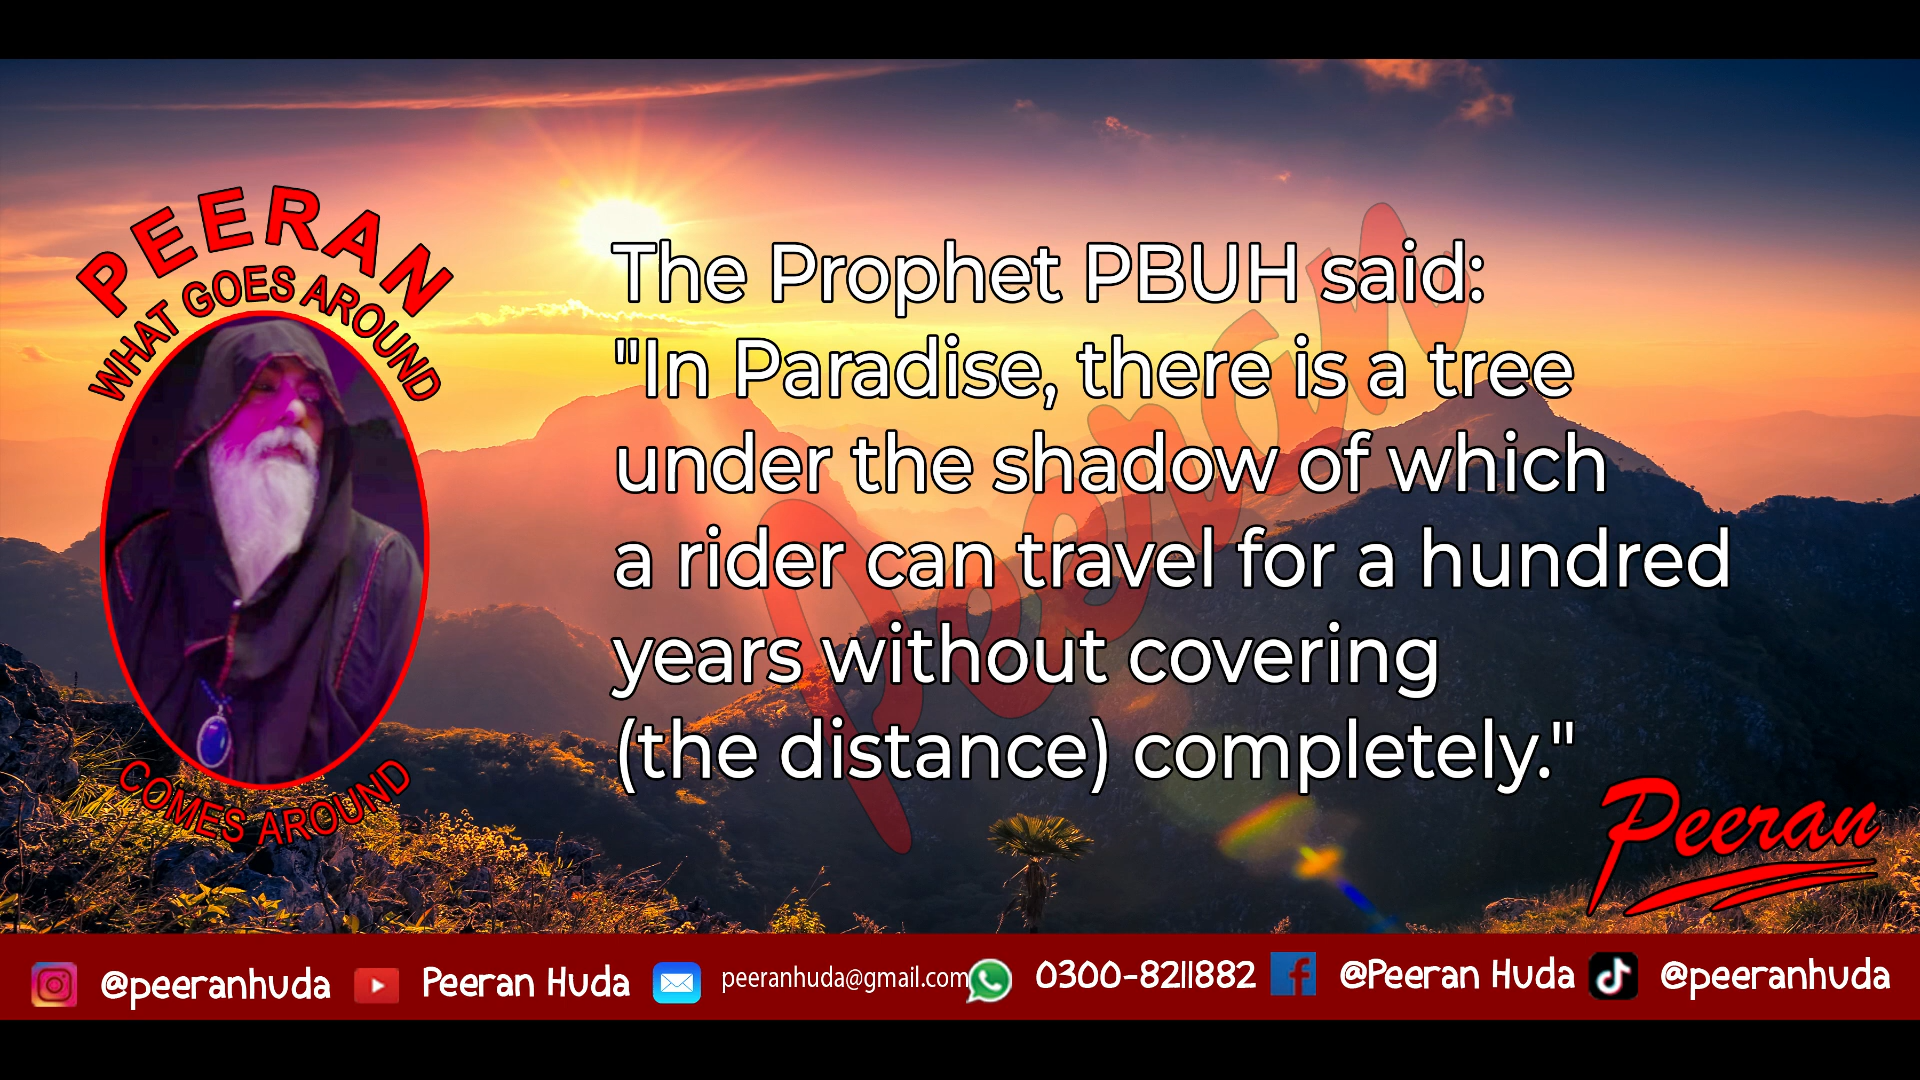 PEERAN
WHAT GOES AROUND
COMES AROUND
The Prophet PBUH said:
"In Paradise, there is a tree
under the shadow of which
a rider can travel for a hundred
years without covering
(the distance) completely."
Peeran
Peeran
@peeranhuda Peeran Huda peeranhuda@gmail.com 0300-8211882 @Peeran Huda @peeranhuda